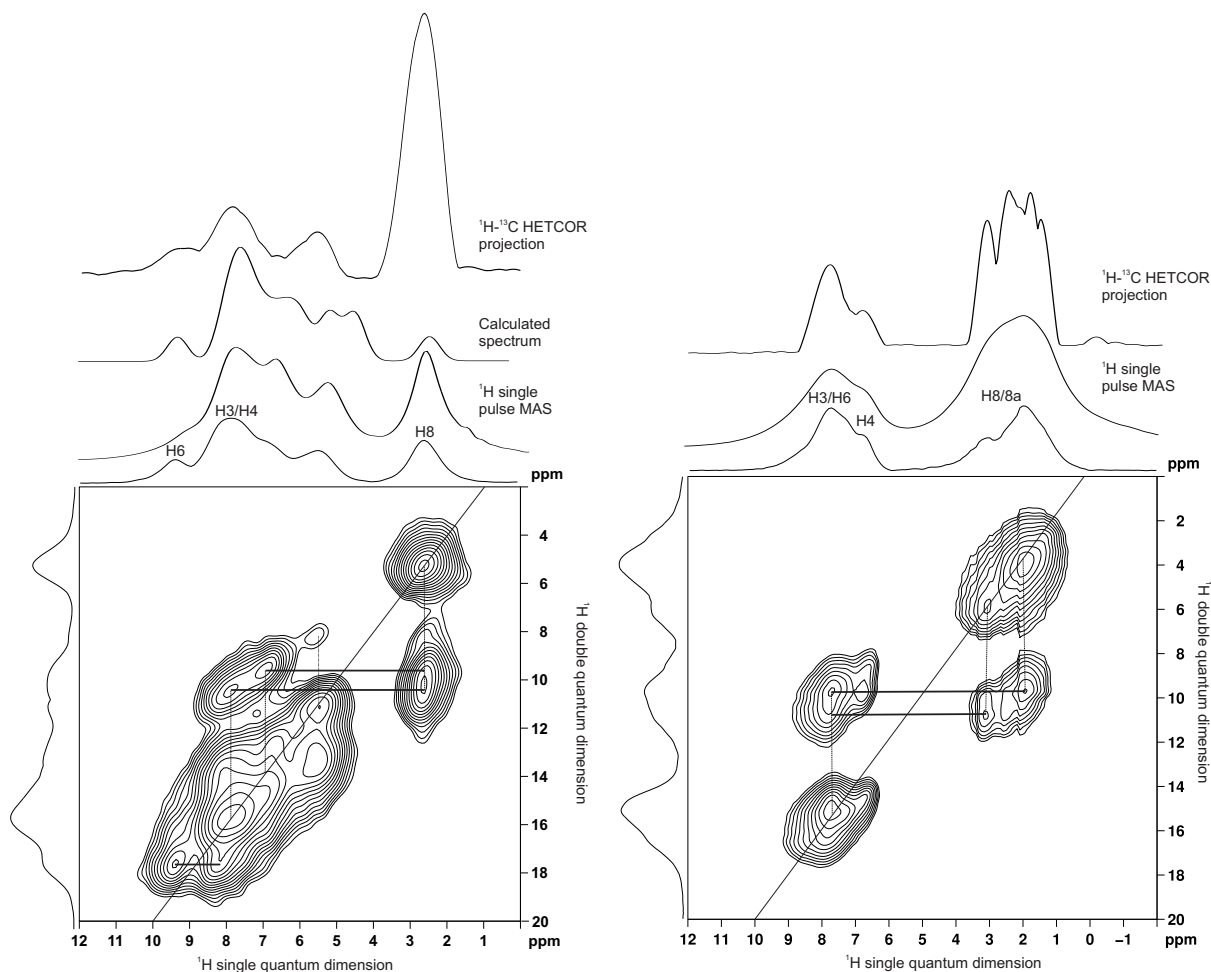 ¹H-¹³C HETCOR
projection
Calculated
spectrum
¹H single
pulse MAS
H3/H4
H6
H8
ppm
4
6
8
10
12
14
16
18
20
¹H double quantum dimension
12 11 10 9 8 7 6 5 4 3 2 1 ppm
¹H single quantum dimension
¹H-¹³C HETCOR
projection
¹H single
pulse MAS
H3/H6
H4
H8/8a
ppm
2
4
6
8
10
12
14
16
18
20
¹H double quantum dimension
12 11 10 9 8 7 6 5 4 3 2 1 0 −1 ppm
¹H single quantum dimension